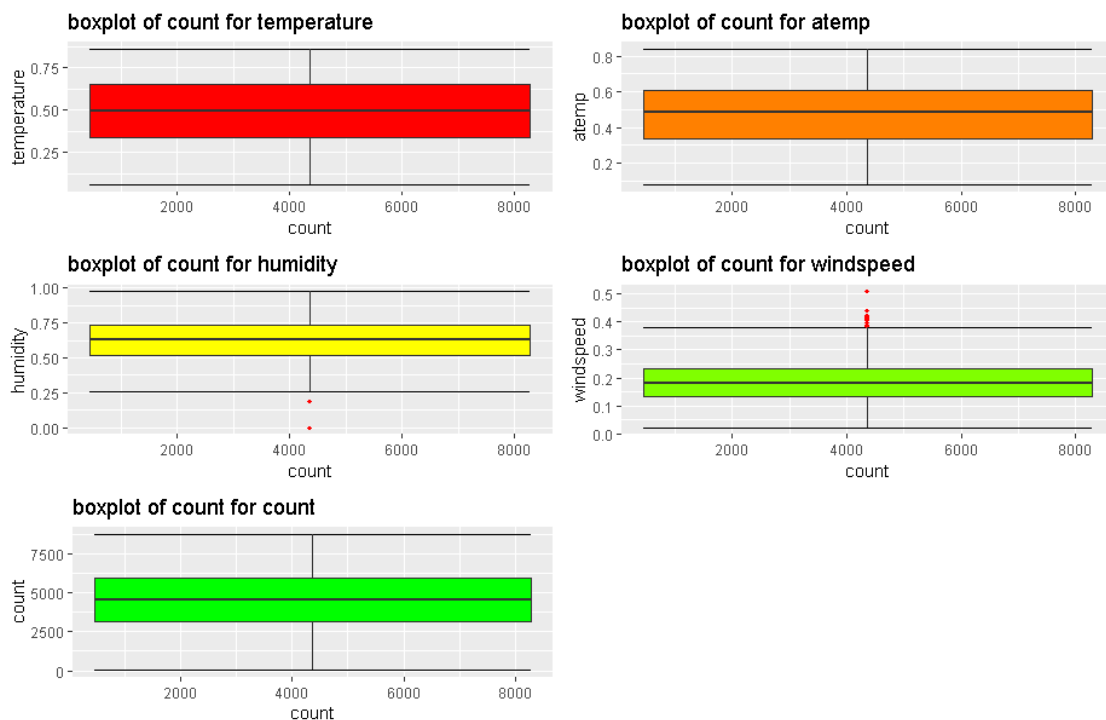 boxplot of count for temperature
temperature
0.75
0.50
0.25
2000 4000 6000 8000
count
boxplot of count for atemp
atemp
0.8
0.6
0.4
0.2
2000 4000 6000 8000
count
boxplot of count for humidity
humidity
1.00
0.75
0.50
0.25
0.00
2000 4000 6000 8000
count
boxplot of count for windspeed
windspeed
0.5
0.4
0.3
0.2
0.1
0.0
2000 4000 6000 8000
count
boxplot of count for count
count
7500
5000
2500
0
2000 4000 6000 8000
count